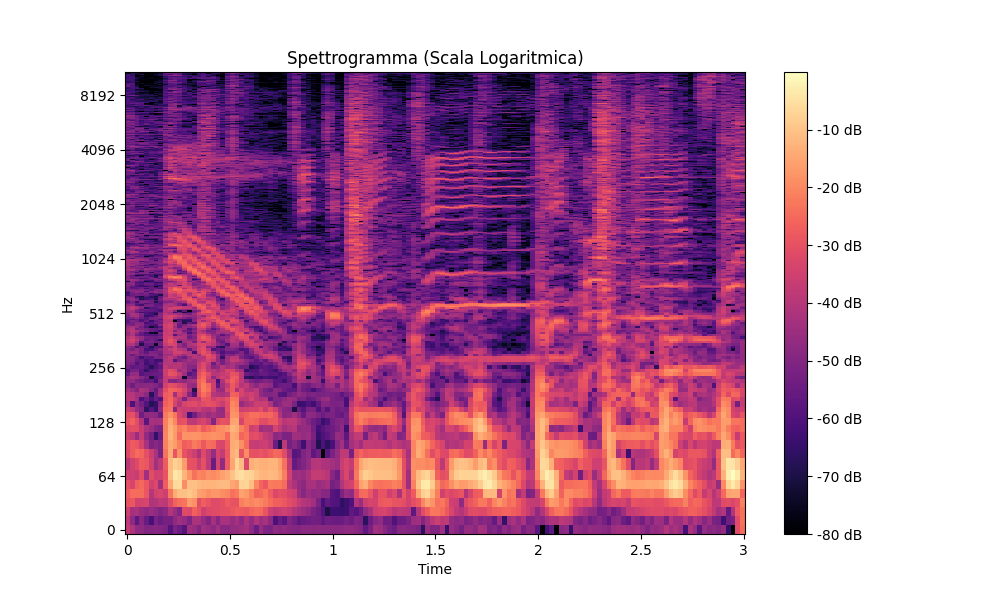 Spettrogramma (Scala Logaritmica)
8192
4096
2048
1024
512
256
128
64
0
Hz
0
0.5
1
1.5
2
2.5
3
Time
-10 dB
-20 dB
-30 dB
-40 dB
-50 dB
-60 dB
-70 dB
-80 dB